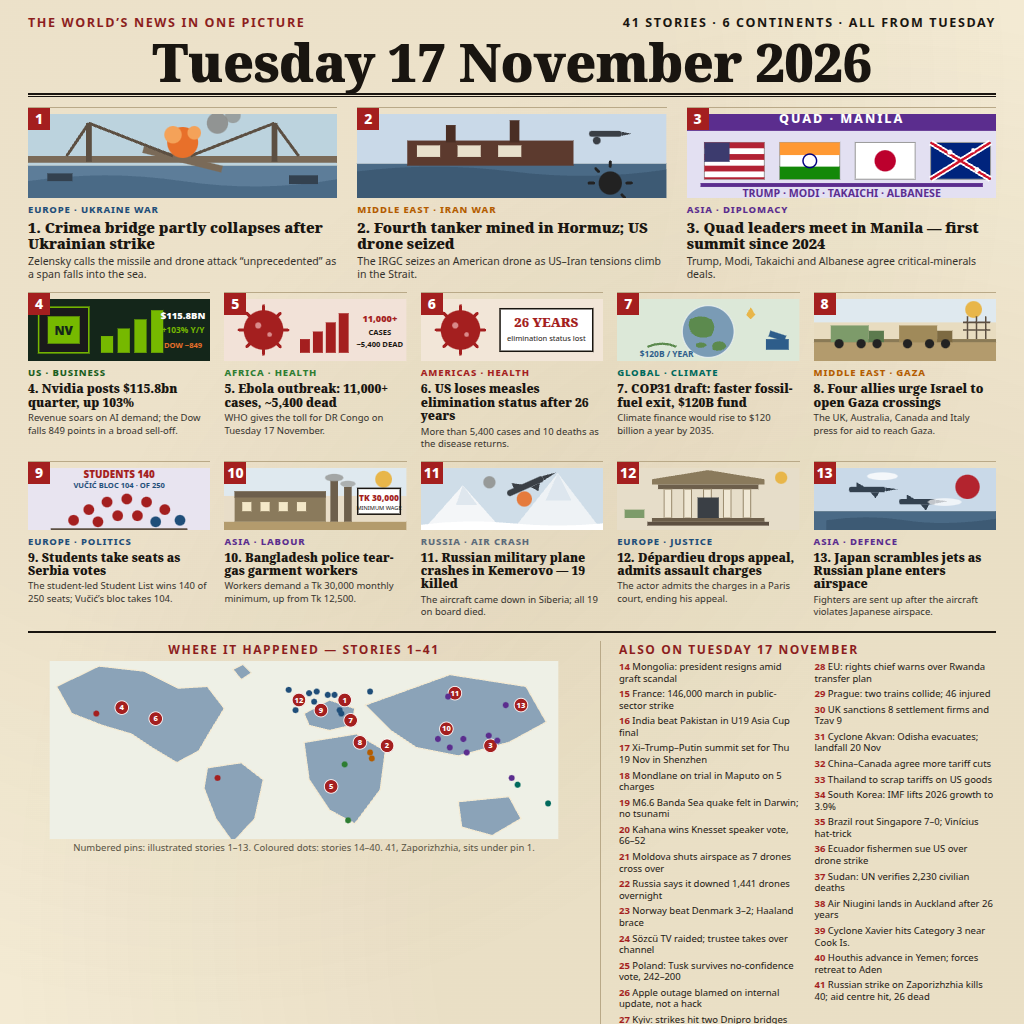 THE WORLD'S NEWS IN ONE PICTURE
41 STORIES · 6 CONTINENTS · ALL FROM TUESDAY
Tuesday 17 November 2026
1
2
3
QUAD · MANILA
TRUMP · MODI · TAKAICHI · ALBANESE
EUROPE · UKRAINE WAR
1. Crimea bridge partly collapses after
Ukrainian strike
Zelensky calls the missile and drone attack “unprecedented” as
a span falls into the sea.
MIDDLE EAST · IRAN WAR
2. Fourth tanker mined in Hormuz; US
drone seized
The IRGC seizes an American drone as US–Iran tensions climb
in the Strait.
ASIA · DIPLOMACY
3. Quad leaders meet in Manila — first
summit since 2024
Trump, Modi, Takaichi and Albanese agree critical-minerals
deals.
4
NV
$115.8BN
+103% Y/Y
DOW −849
US · BUSINESS
4. Nvidia posts $115.8bn
quarter, up 103%
Revenue soars on AI demand; the Dow
falls 849 points in a broad sell-off.
5
11,000+
CASES
~5,400 DEAD
AFRICA · HEALTH
5. Ebola outbreak: 11,000+
cases, ~5,400 dead
WHO gives the toll for DR Congo on
Tuesday 17 November.
6
26 YEARS
elimination status lost
AMERICAS · HEALTH
6. US loses measles
elimination status after 26
years
More than 5,400 cases and 10 deaths as
the disease returns.
7
$120B / YEAR
GLOBAL · CLIMATE
7. COP31 draft: faster fossil-
fuel exit, $120B fund
Climate finance would rise to $120
billion a year by 2035.
8
MIDDLE EAST · GAZA
8. Four allies urge Israel to
open Gaza crossings
The UK, Australia, Canada and Italy
press for aid to reach Gaza.
9
STUDENTS 140
VUČIĆ BLOC 104 · OF 250
EUROPE · POLITICS
9. Students take seats as
Serbia votes
The student-led Student List wins 140 of
250 seats; Vučić's bloc takes 104.
10
TK 30,000
MINIMUM WAGE
ASIA · LABOUR
10. Bangladesh police tear-
gas garment workers
Workers demand a Tk 30,000 monthly
minimum, up from Tk 12,500.
11
RUSSIA · AIR CRASH
11. Russian military plane
crashes in Kemerovo — 19
killed
The aircraft came down in Siberia; all 19
on board died.
12
EUROPE · JUSTICE
12. Dépardieu drops appeal,
admits assault charges
The actor admits the charges in a Paris
court, ending his appeal.
13
ASIA · DEFENCE
13. Japan scrambles jets as
Russian plane enters
airspace
Fighters are sent up after the aircraft
violates Japanese airspace.
WHERE IT HAPPENED — STORIES 1–41
4
6
12
9
1
7
8
2
5
11
10
3
13
Numbered pins: illustrated stories 1–13. Coloured dots: stories 14–40. 41, Zaporizhzhia, sits under pin 1.
ALSO ON TUESDAY 17 NOVEMBER
14 Mongolia: president resigns amid
graft scandal
15 France: 146,000 march in public-
sector strike
16 India beat Pakistan in U19 Asia Cup
final
17 Xi–Trump–Putin summit set for Thu
19 Nov in Shenzhen
18 Mondlane on trial in Maputo on 5
charges
19 M6.6 Banda Sea quake felt in Darwin;
no tsunami
20 Kahana wins Knesset speaker vote,
66–52
21 Moldova shuts airspace as 7 drones
cross over
22 Russia says it downed 1,441 drones
overnight
23 Norway beat Denmark 3–2; Haaland
brace
24 Sözcü TV raided; trustee takes over
channel
25 Poland: Tusk survives no-confidence
vote, 242–200
26 Apple outage blamed on internal
update, not a hack
27 Kyiv: strikes hit two Dnipro bridges
28 EU: rights chief warns over Rwanda
transfer plan
29 Prague: two trains collide; 46 injured
30 UK sanctions 8 settlement firms and
Tzav 9
31 Cyclone Akvan: Odisha evacuates;
landfall 20 Nov
32 China–Canada agree more tariff cuts
33 Thailand to scrap tariffs on US goods
34 South Korea: IMF lifts 2026 growth to
3.9%
35 Brazil rout Singapore 7–0; Vinícius
hat-trick
36 Ecuador fishermen sue US over
drone strike
37 Sudan: UN verifies 2,230 civilian
deaths
38 Air Niugini lands in Auckland after 26
years
39 Cyclone Xavier hits Category 3 near
Cook Is.
40 Houthis advance in Yemen; forces
retreat to Aden
41 Russian strike on Zaporizhzhia kills
40; aid centre hit, 26 dead